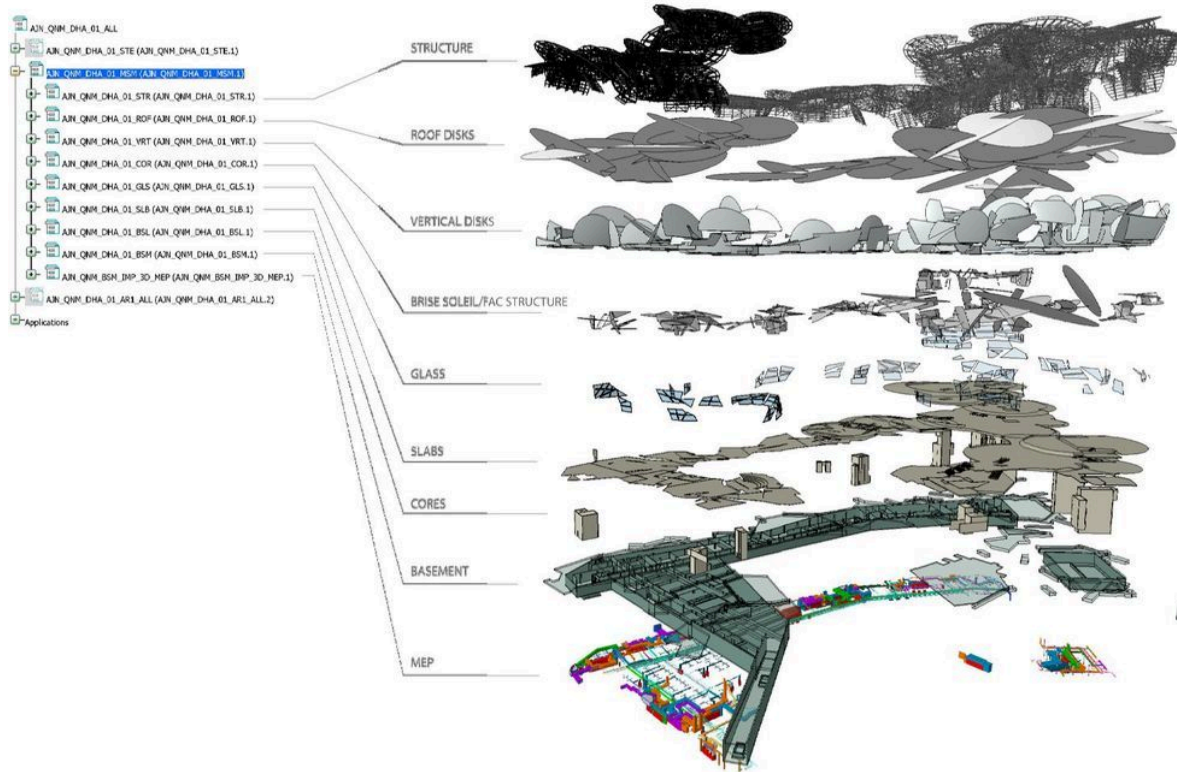 AJN_QNM_DHA_01_ALL
AJN_QNM_DHA_01_STE (AJN_QNM_DHA_01_STE.1)
AJN_QNM_DHA_01_MSM (AJN_QNM_DHA_01_MSM.1)
AJN_QNM_DHA_01_STR (AJN_QNM_DHA_01_STR.1)
AJN_QNM_DHA_01_ROF (AJN_QNM_DHA_01_ROF.1)
AJN_QNM_DHA_01_VRT (AJN_QNM_DHA_01_VRT.1)
AJN_QNM_DHA_01_COR (AJN_QNM_DHA_01_COR.1)
AJN_QNM_DHA_01_GLS (AJN_QNM_DHA_01_GLS.1)
AJN_QNM_DHA_01_SLB (AJN_QNM_DHA_01_SLB.1)
AJN_QNM_DHA_01_BSL (AJN_QNM_DHA_01_BSL.1)
AJN_QNM_DHA_01_BSM (AJN_QNM_DHA_01_BSM.1)
AJN_QNM_BSM_IMP_3D_MEP (AJN_QNM_BSM_IMP_3D_MEP.1)
AJN_QNM_DHA_01_AR1_ALL (AJN_QNM_DHA_01_AR1_ALL.2)
Applications
STRUCTURE
ROOF DISKS
VERTICAL DISKS
BRISE SOLEIL/FAC STRUCTURE
GLASS
SLABS
CORES
BASEMENT
MEP